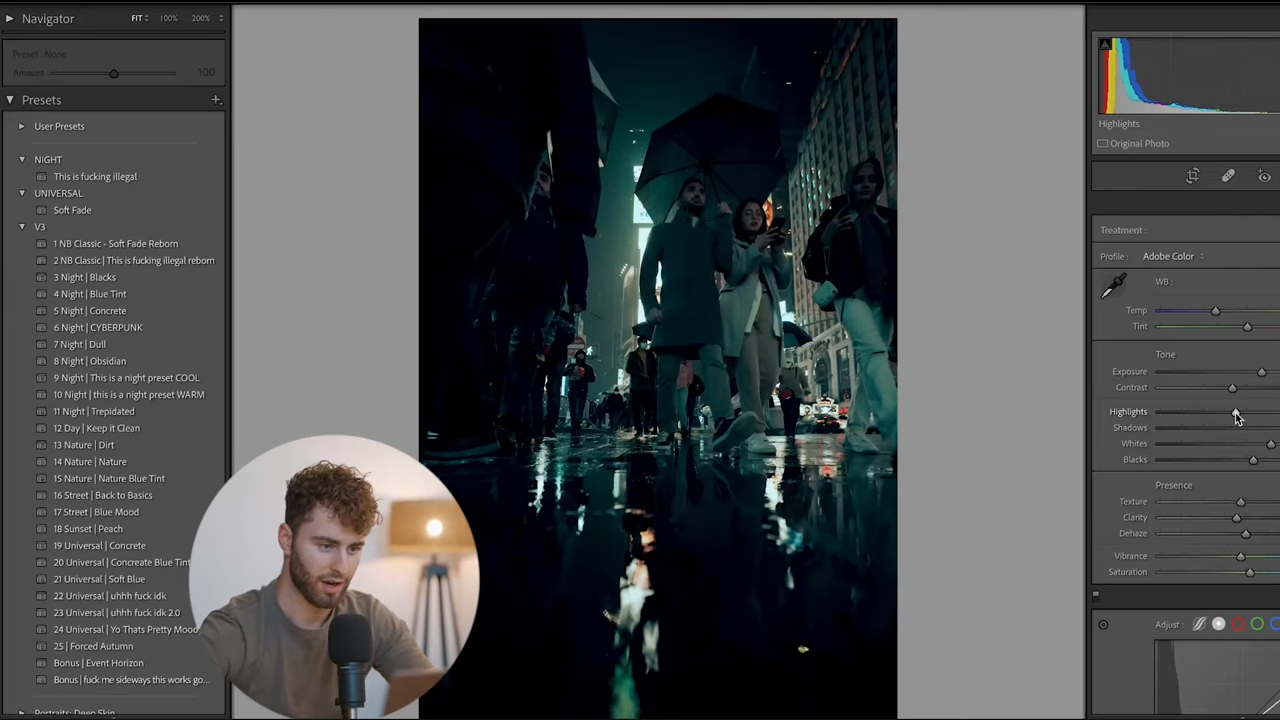 Navigator
FIT
100%
200%
Preset: None
Amount
100
Presets
User Presets
NIGHT
This is fucking illegal
UNIVERSAL
Soft Fade
V3
1 NB Classic - Soft Fade Reborn
2 NB Classic | This is fucking illegal reborn
3 Night | Blacks
4 Night | Blue Tint
5 Night | Concrete
6 Night | CYBERPUNK
7 Night | Dull
8 Night | Obsidian
9 Night | This is a night preset COOL
10 Night | this is a night preset WARM
11 Night | Trepidated
12 Day | Keep it Clean
13 Nature | Dirt
14 Nature | Nature
15 Nature | Nature Blue Tint
16 Street | Back to Basics
17 Street | Blue Mood
18 Sunset | Peach
19 Universal | Concrete
20 Universal | Concreate Blue Tint
21 Universal | Soft Blue
22 Universal | uhhh fuck idk
23 Universal | uhhh fuck idk 2.0
24 Universal | Yo Thats Pretty Mood
25 | Forced Autumn
Bonus | Event Horizon
Bonus | fuck me sideways this works go...
Portraits: Deep Skin
Highlights
Original Photo
Treatment :
Profile : Adobe Color
WB :
Temp
Tint
Tone
Exposure
Contrast
Highlights
Shadows
Whites
Blacks
Presence
Texture
Clarity
Dehaze
Vibrance
Saturation
Adjust :